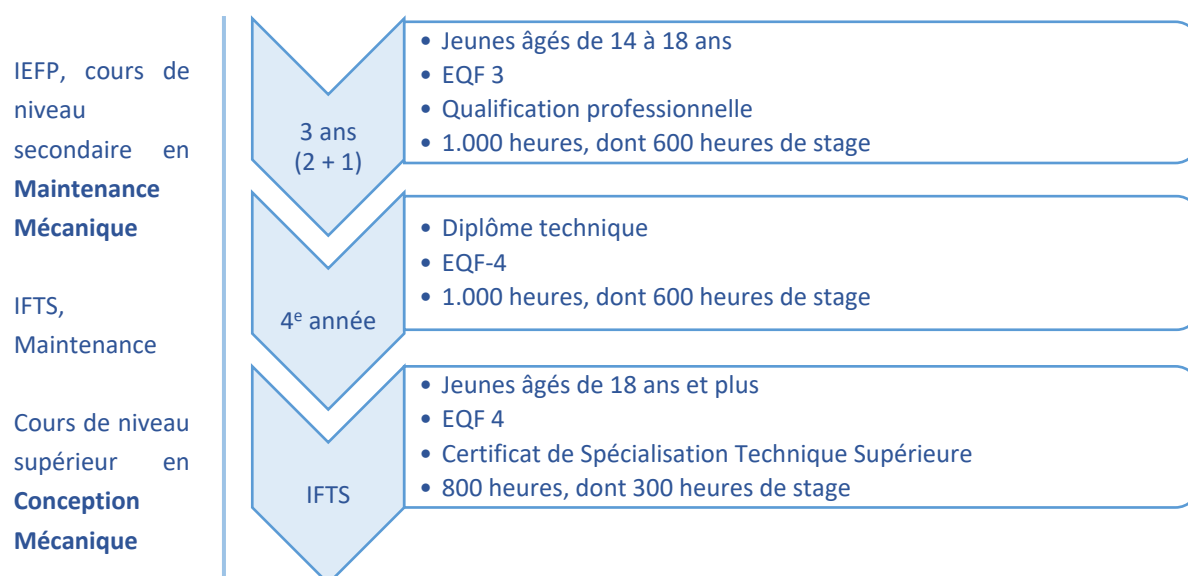 IEFP, cours de
niveau
secondaire en
Maintenance
Mécanique
IFTS,
Maintenance
Cours de niveau
supérieur en
Conception
Mécanique
3 ans
(2 + 1)
• Jeunes âgés de 14 à 18 ans
• EQF 3
• Qualification professionnelle
• 1.000 heures, dont 600 heures de stage
4e année
• Diplôme technique
• EQF-4
• 1.000 heures, dont 600 heures de stage
IFTS
• Jeunes âgés de 18 ans et plus
• EQF 4
• Certificat de Spécialisation Technique Supérieure
• 800 heures, dont 300 heures de stage